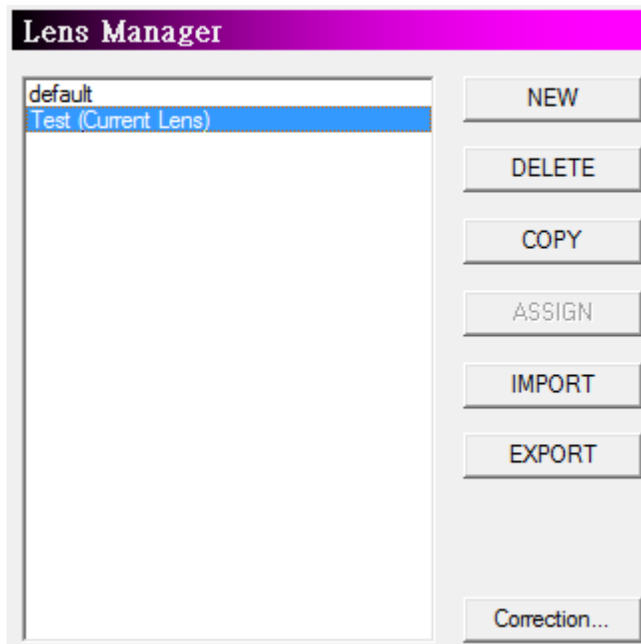 Lens Manager
default
Test (Current Lens)
NEW
DELETE
COPY
ASSIGN
IMPORT
EXPORT
Correction...